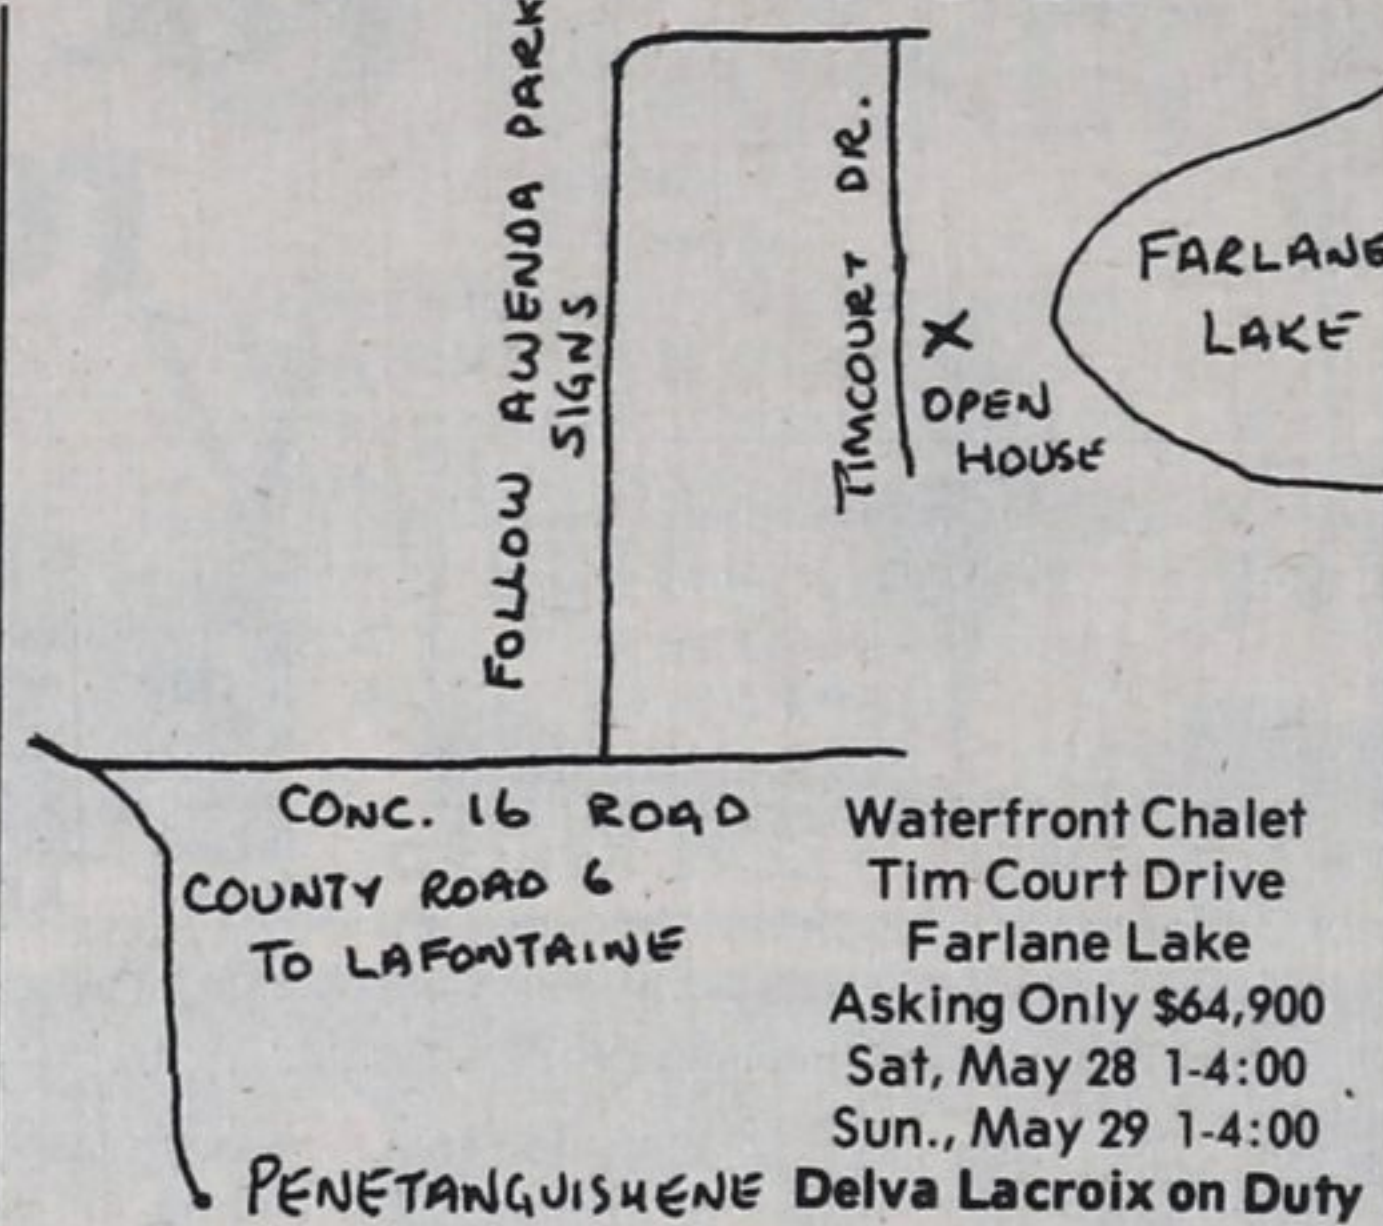 FOLLOW AWENDA PARK
SIGNS
TIMCOURT DR.
FARLANE
LAKE
X
OPEN
HOUSE
CONC. 16 ROAD
COUNTY ROAD 6
TO LAFONTAINE
PENETANGUISHENE
Waterfront Chalet
Tim Court Drive
Farlane Lake
Asking Only $64,900
Sat, May 28 1-4:00
Sun., May 29 1-4:00
Delva Lacroix on Duty